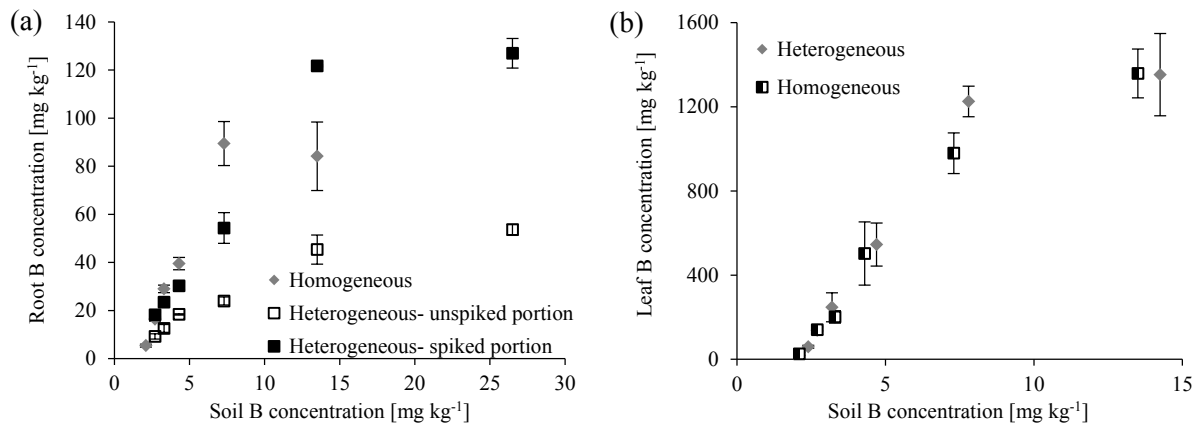 (a)
Root B concentration [mg kg⁻¹]
140
120
100
80
60
40
20
0
0 5 10 15 20 25 30
Soil B concentration [mg kg⁻¹]
Homogeneous
Heterogeneous- unspiked portion
Heterogeneous- spiked portion
(b)
Leaf B concentration [mg kg⁻¹]
1600
1200
800
400
0
0 5 10 15
Soil B concentration [mg kg⁻¹]
Heterogeneous
Homogeneous